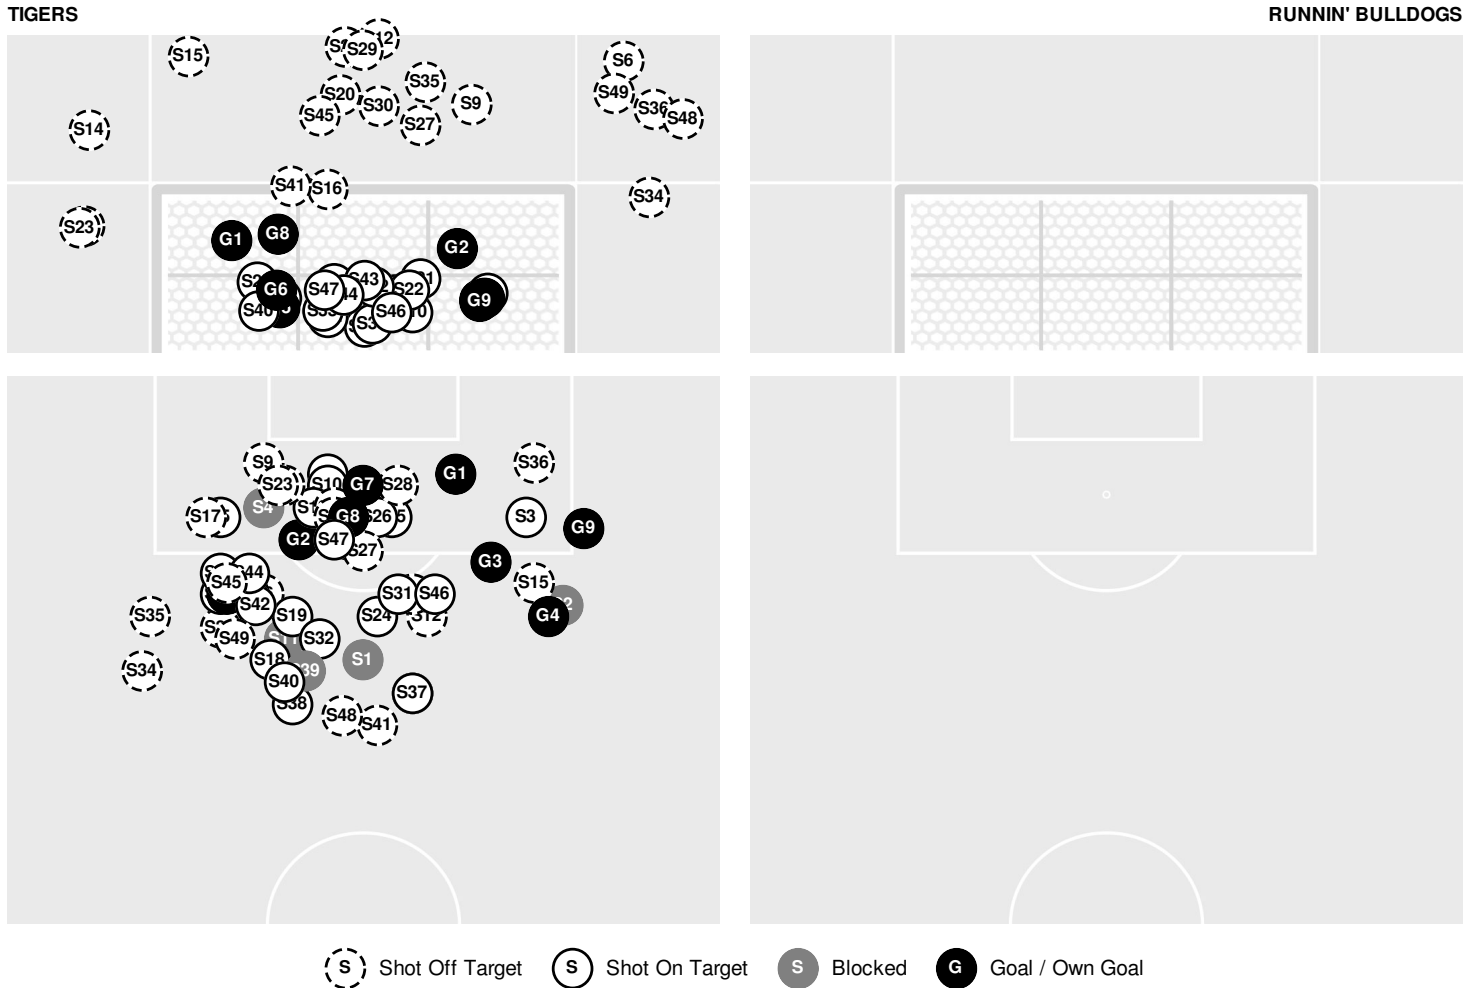 TIGERS RUNNIN' BULLDOGS
S29
S15 S6
S35
S20 S49
S30 S9 S36
S45 S27 S48
S14
S41 S16 S34
S23
G1 G8 G2
S43
G6 S47 S22
G9
S46
S9 S36
S23 S10 G7 S28 G1
S4
S17 G8 S26 S3 G9
G2 S47
S27 G3
S45 S15
S42 S31 S46
S35 S19 S24 S12 G4
S49 S32
S18 S1
S34 S39
S40 S37
S38 S48
S41
S Shot Off Target S Shot On Target S Blocked G Goal / Own Goal